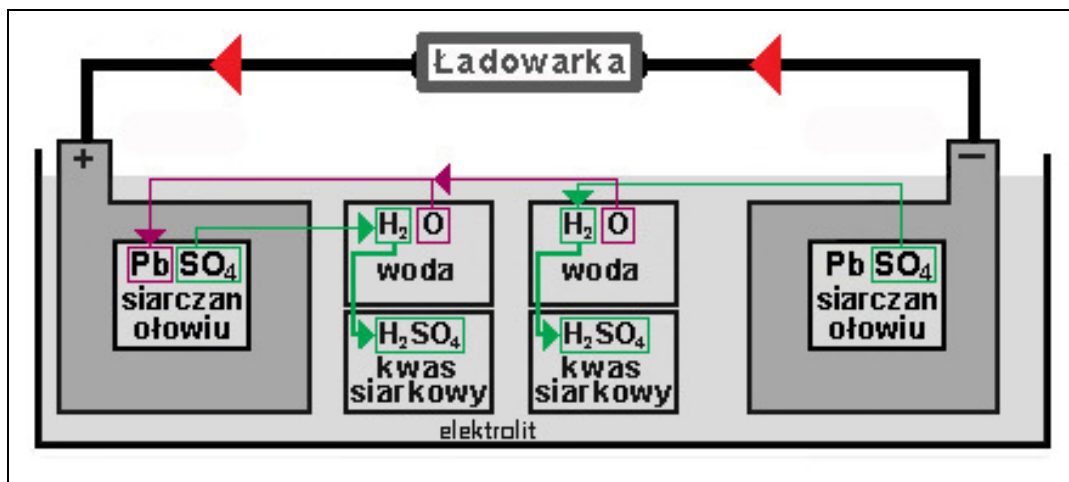 Ładowarka
+
−
H₂ O
H₂ O
Pb SO₄
siarczan
ołowiu
woda
woda
Pb SO₄
siarczan
ołowiu
H₂SO₄
kwas
siarkowy
H₂SO₄
kwas
siarkowy
elektrolit